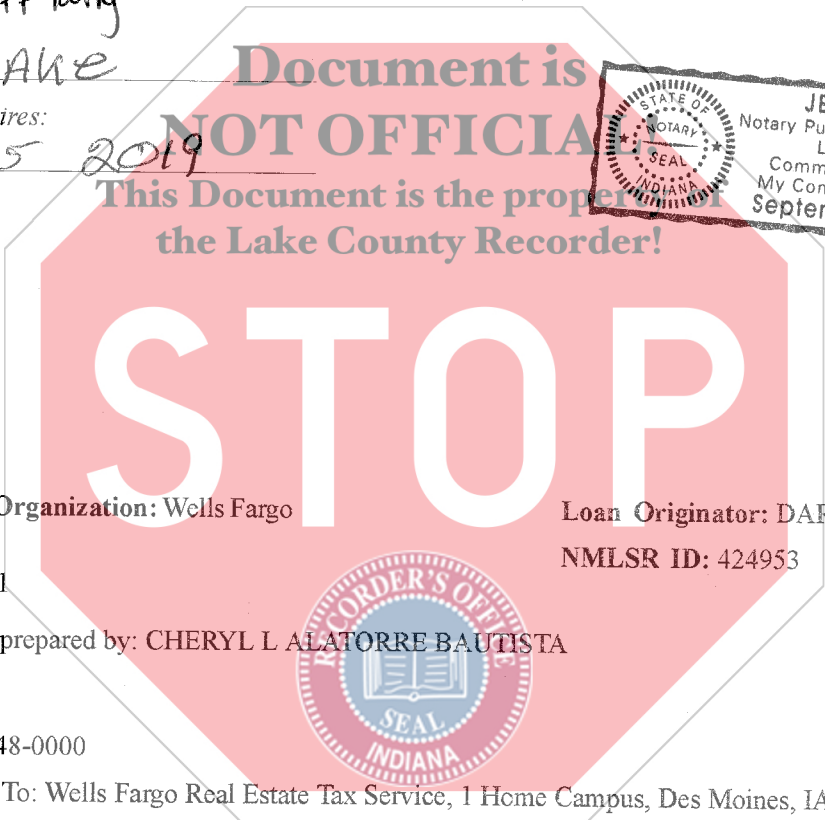 AKe
ires:
5 2019
Document is
NOT OFFICIAL!
This Document is the property of
the Lake County Recorder!
STATE OF
NOTARY
SEAL
INDIANA
JE
Notary Pu
L
Comm
My Con
Septer
STOP
Organization: Wells Fargo
Loan Originator: DAR
NMLSR ID: 424953
1
prepared by: CHERYL L ALATORRE BAUTISTA
RECORDER'S OFFICE
SEAL
INDIANA
48-0000
To: Wells Fargo Real Estate Tax Service, 1 Home Campus, Des Moines, IA